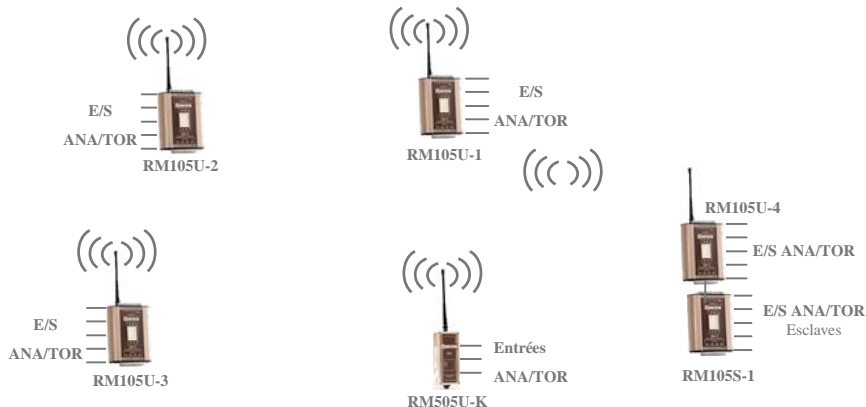 E/S
ANA/TOR
RM105U-2
E/S
ANA/TOR
RM105U-1
RM105U-4
E/S ANA/TOR
E/S ANA/TOR
Esclaves
RM105S-1
E/S
ANA/TOR
RM105U-3
Entrées
ANA/TOR
RM505U-K